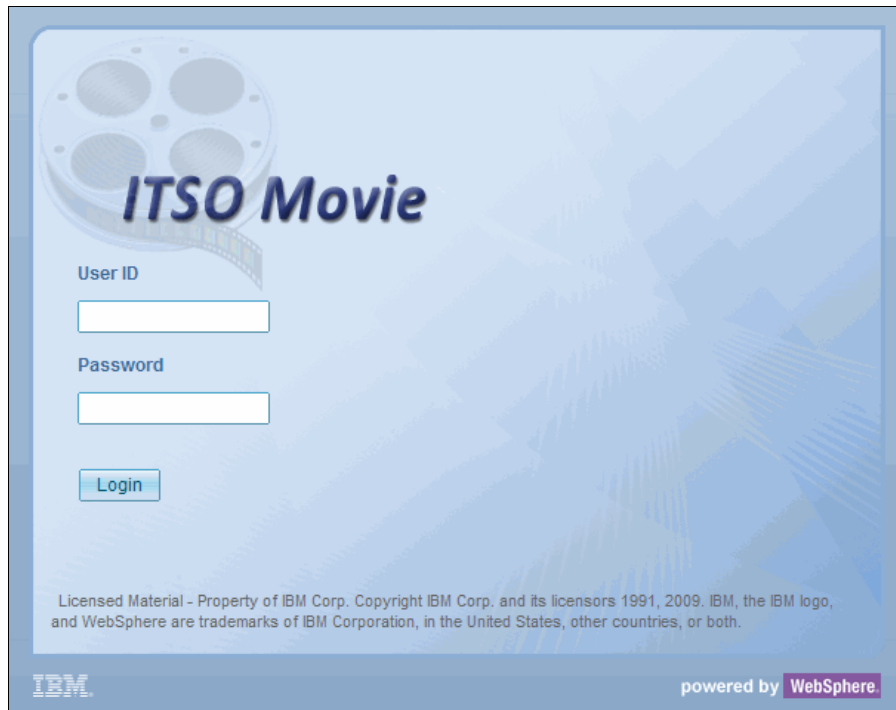 ITSO Movie
User ID
Password
Login
Licensed Material - Property of IBM Corp. Copyright IBM Corp. and its licensors 1991, 2009. IBM, the IBM logo,
and WebSphere are trademarks of IBM Corporation, in the United States, other countries, or both.
IBM.
powered by WebSphere.